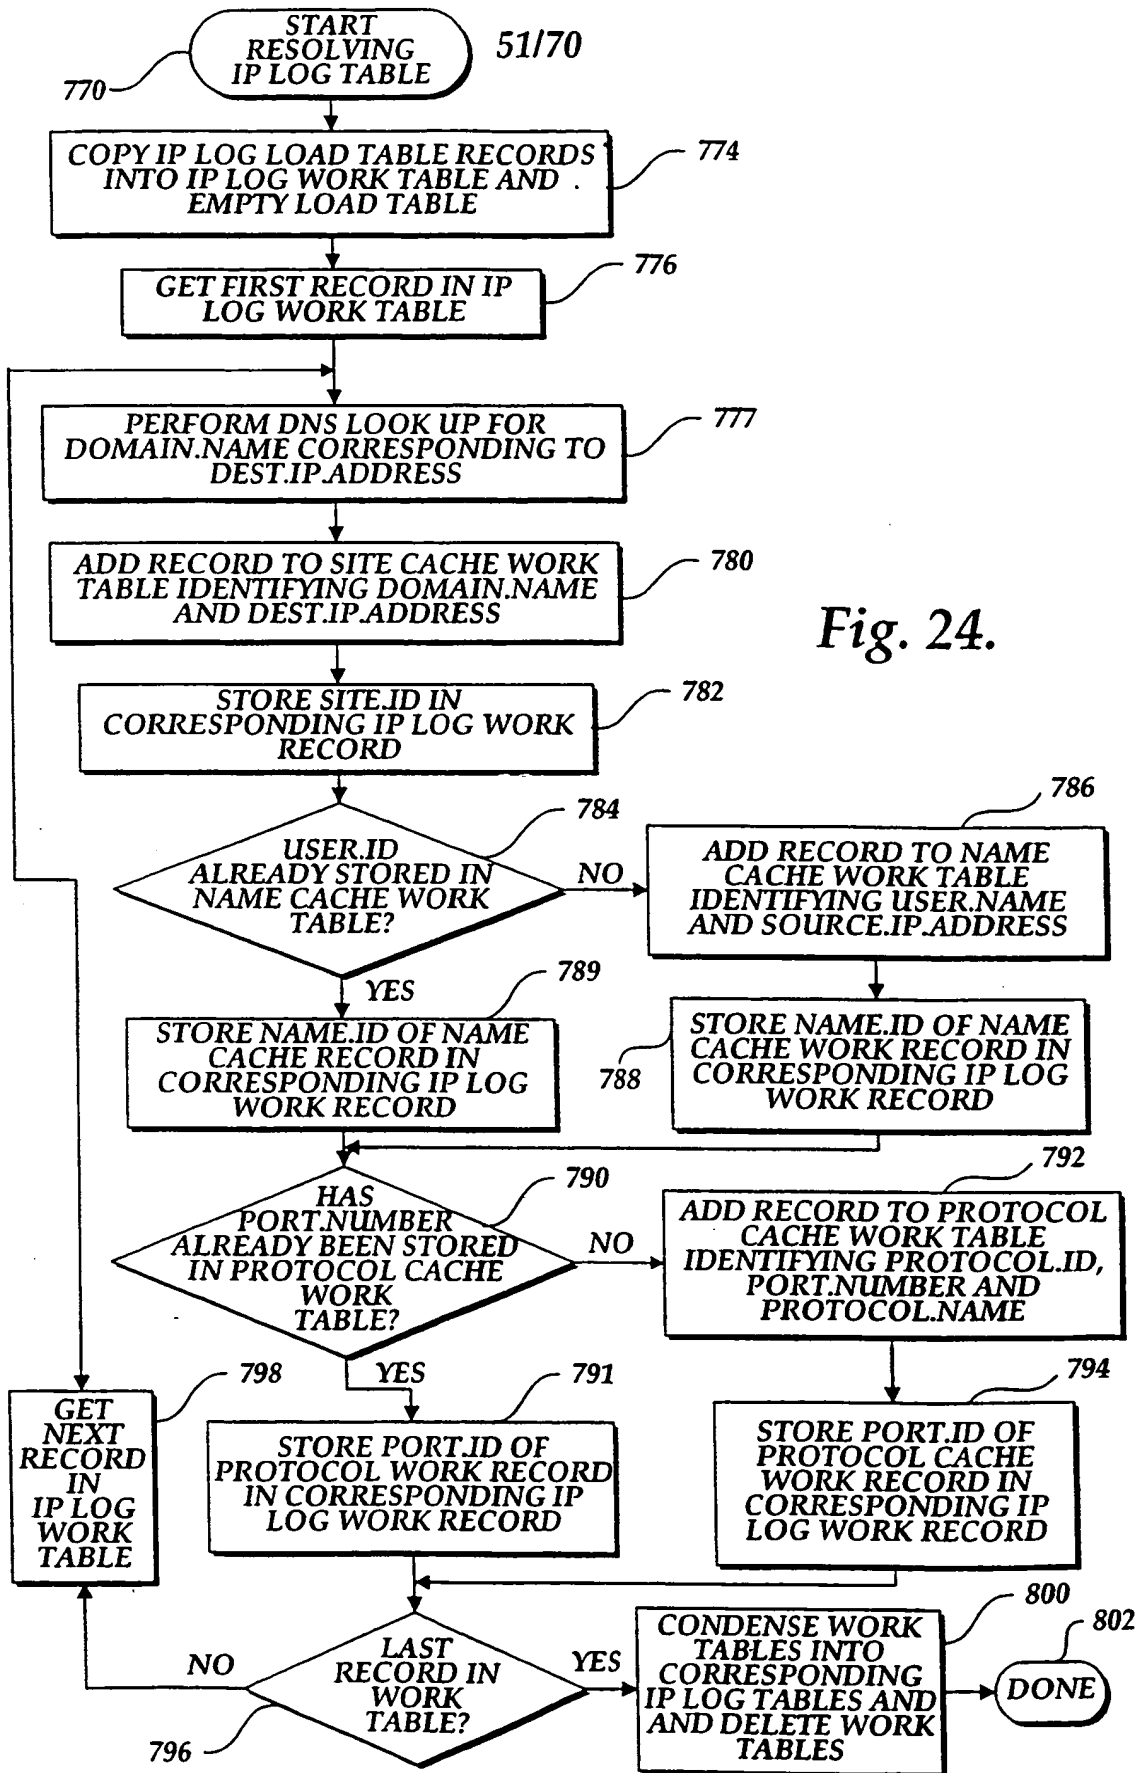 START
RESOLVING
IP LOG TABLE
51/70
770
COPY IP LOG LOAD TABLE RECORDS
INTO IP LOG WORK TABLE AND
EMPTY LOAD TABLE
774
GET FIRST RECORD IN IP
LOG WORK TABLE
776
PERFORM DNS LOOK UP FOR
DOMAIN.NAME CORRESPONDING TO
DEST.IP.ADDRESS
777
ADD RECORD TO SITE CACHE WORK
TABLE IDENTIFYING DOMAIN.NAME
AND DEST.IP.ADDRESS
780
Fig. 24.
STORE SITE.ID IN
CORRESPONDING IP LOG WORK
RECORD
782
USER.ID
ALREADY STORED IN
NAME CACHE WORK
TABLE?
784
NO
YES
ADD RECORD TO NAME
CACHE WORK TABLE
IDENTIFYING USER.NAME
AND SOURCE.IP.ADDRESS
786
STORE NAME.ID OF NAME
CACHE RECORD IN
CORRESPONDING IP LOG
WORK RECORD
789
STORE NAME.ID OF NAME
CACHE WORK RECORD IN
CORRESPONDING IP LOG
WORK RECORD
788
HAS
PORT.NUMBER
ALREADY BEEN STORED
IN PROTOCOL CACHE
WORK
TABLE?
790
NO
YES
ADD RECORD TO PROTOCOL
CACHE WORK TABLE
IDENTIFYING PROTOCOL.ID,
PORT.NUMBER AND
PROTOCOL.NAME
792
GET
NEXT
RECORD
IN
IP LOG
WORK
TABLE
798
STORE PORT.ID OF
PROTOCOL WORK RECORD
IN CORRESPONDING IP
LOG WORK RECORD
791
STORE PORT.ID OF
PROTOCOL CACHE
WORK RECORD IN
CORRESPONDING IP
LOG WORK RECORD
794
LAST
RECORD IN
WORK
TABLE?
796
NO
YES
CONDENSE WORK
TABLES INTO
CORRESPONDING
IP LOG TABLES AND
AND DELETE WORK
TABLES
800
DONE
802